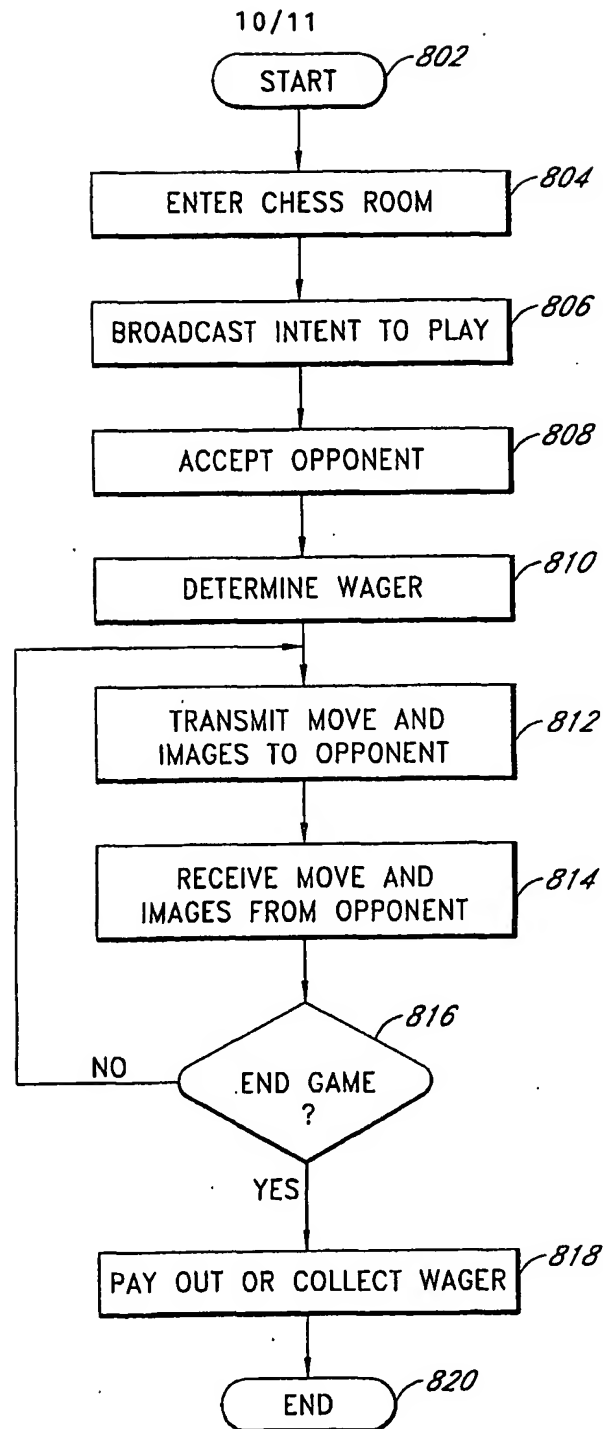 10/11
START
802
ENTER CHESS ROOM
804
BROADCAST INTENT TO PLAY
806
ACCEPT OPPONENT
808
DETERMINE WAGER
810
TRANSMIT MOVE AND
IMAGES TO OPPONENT
812
RECEIVE MOVE AND
IMAGES FROM OPPONENT
814
816
END GAME
?
NO
YES
PAY OUT OR COLLECT WAGER
818
END
820